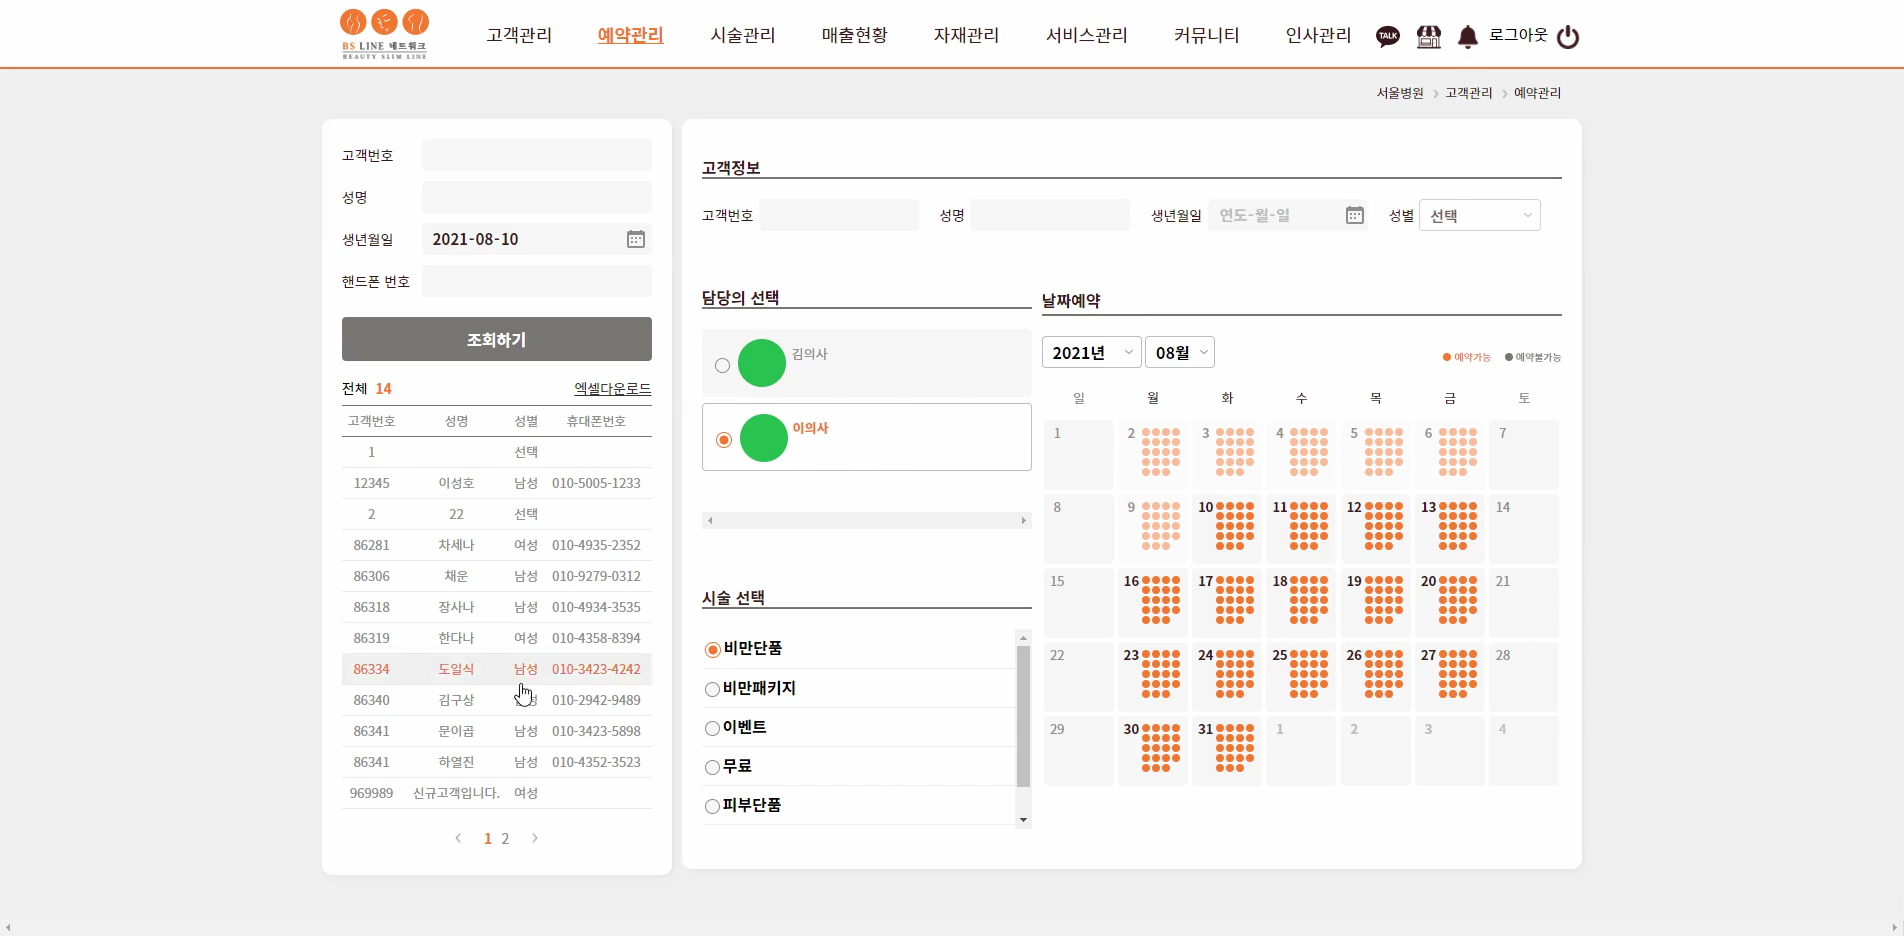 BS LINE 네트워크
BEAUTY SLIM LINE
고객관리 예약관리 시술관리 매출현황 자재관리 서비스관리 커뮤니티 인사관리 TALK 로그아웃
서울병원 > 고객관리 > 예약관리
고객번호
성명
생년월일 2021-08-10
핸드폰 번호
조회하기
전체 14 엑셀다운로드
고객번호 성명 성별 휴대폰번호
1 선택
12345 이성호 남성 010-5005-1233
2 22 선택
86281 차세나 여성 010-4935-2352
86306 채운 남성 010-9279-0312
86318 장사나 남성 010-4934-3535
86319 한다나 여성 010-4358-8394
86334 도일식 남성 010-3423-4242
86340 김구상 010-2942-9489
86341 문이곱 남성 010-3423-5898
86341 하열진 남성 010-4352-3523
969989 신규고객입니다. 여성
< 1 2 >
고객정보
고객번호 성명 생년월일 연도-월-일 성별 선택
담당의 선택
김의사
이의사
시술 선택
비만단품
비만패키지
이벤트
무료
피부단품
날짜예약
2021년 08월
예약가능 예약불가능
일 월 화 수 목 금 토
1 2 3 4 5 6 7
8 9 10 11 12 13 14
15 16 17 18 19 20 21
22 23 24 25 26 27 28
29 30 31 1 2 3 4